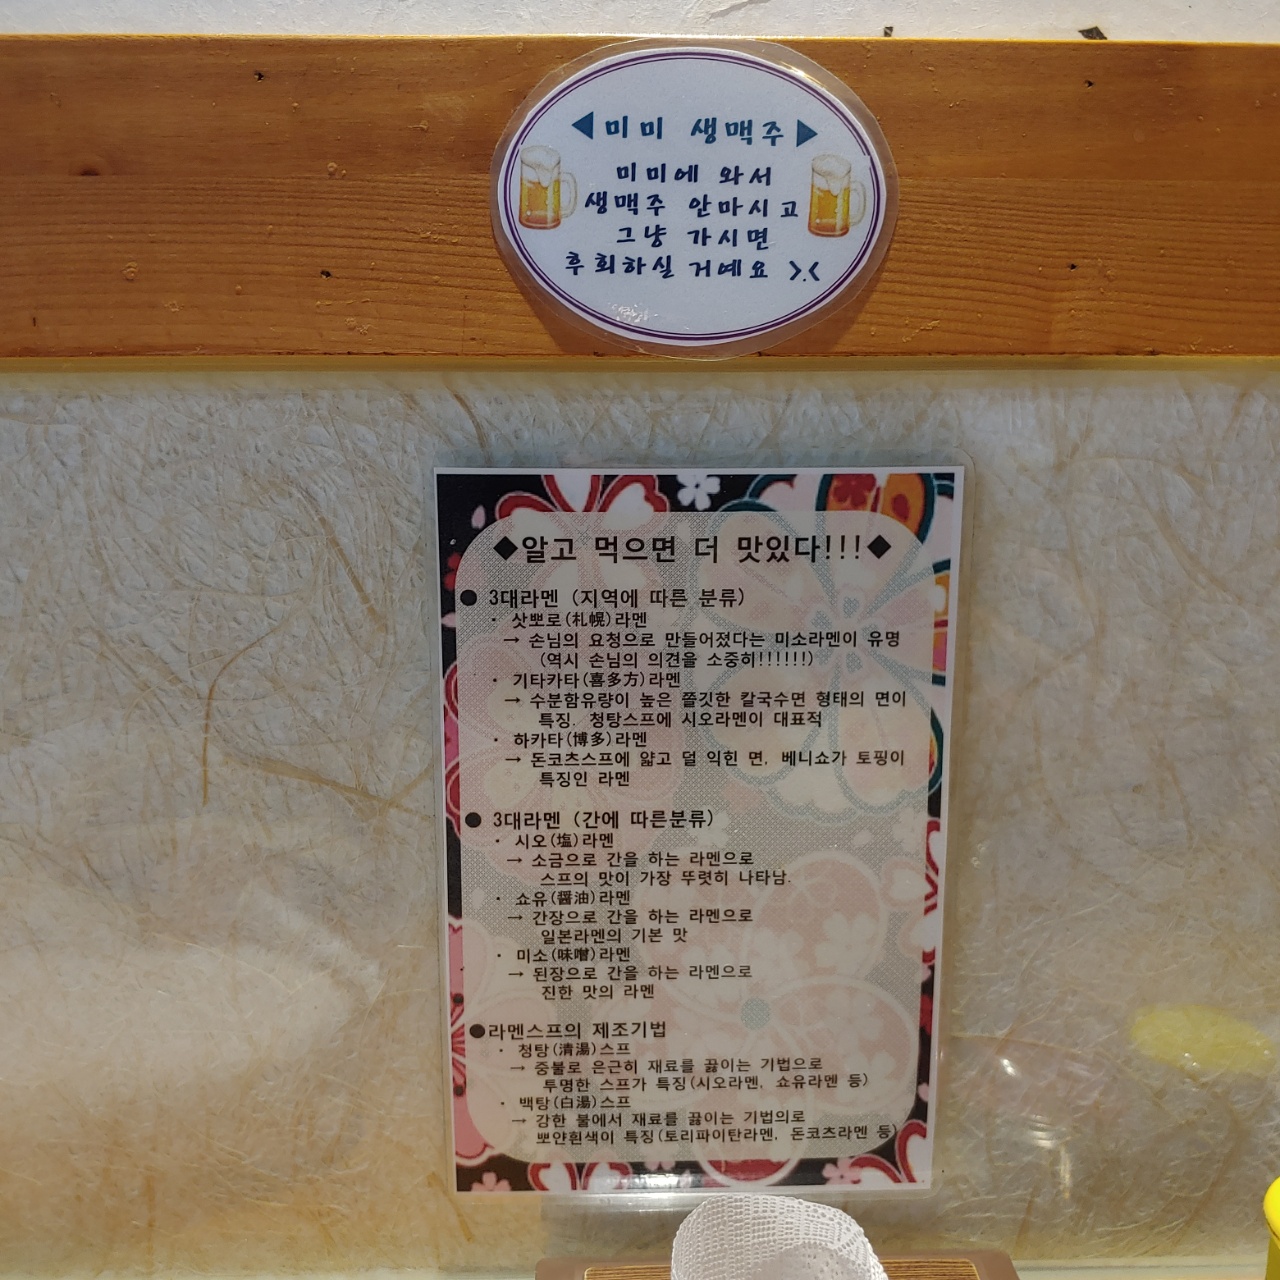 ◀미미 생맥주▶
미미에 와서
생맥주 안마시고
그냥 가시면
후회하실 거예요 >.<
◆알고 먹으면 더 맛있다!!!◆
● 3대라멘 (지역에 따른 분류)
· 삿뽀로(札幌)라멘
→ 손님의 요청으로 만들어졌다는 미소라멘이 유명
(역시 손님의 의견을 소중히!!!!!!)
· 기타카타(喜多方)라멘
→ 수분함유량이 높은 쫄깃한 칼국수면 형태의 면이
특징. 청탕스프에 시오라멘이 대표적
· 하카타(博多)라멘
→ 돈코츠스프에 얇고 덜 익힌 면, 베니쇼가 토핑이
특징인 라멘
● 3대라멘 (간에 따른분류)
· 시오(塩)라멘
→ 소금으로 간을 하는 라멘으로
스프의 맛이 가장 뚜렷히 나타남.
· 쇼유(醤油)라멘
→ 간장으로 간을 하는 라멘으로
일본라멘의 기본 맛
· 미소(味噌)라멘
→ 된장으로 간을 하는 라멘으로
진한 맛의 라멘
●라멘스프의 제조기법
· 청탕(清湯)스프
→ 중불로 은근히 재료를 끓이는 기법으로
투명한 스프가 특징(시오라멘, 쇼유라멘 등)
· 백탕(白湯)스프
→ 강한 불에서 재료를 끓이는 기법의로
뽀얀흰색이 특징(토리파이탄라멘, 돈코츠라멘 등)